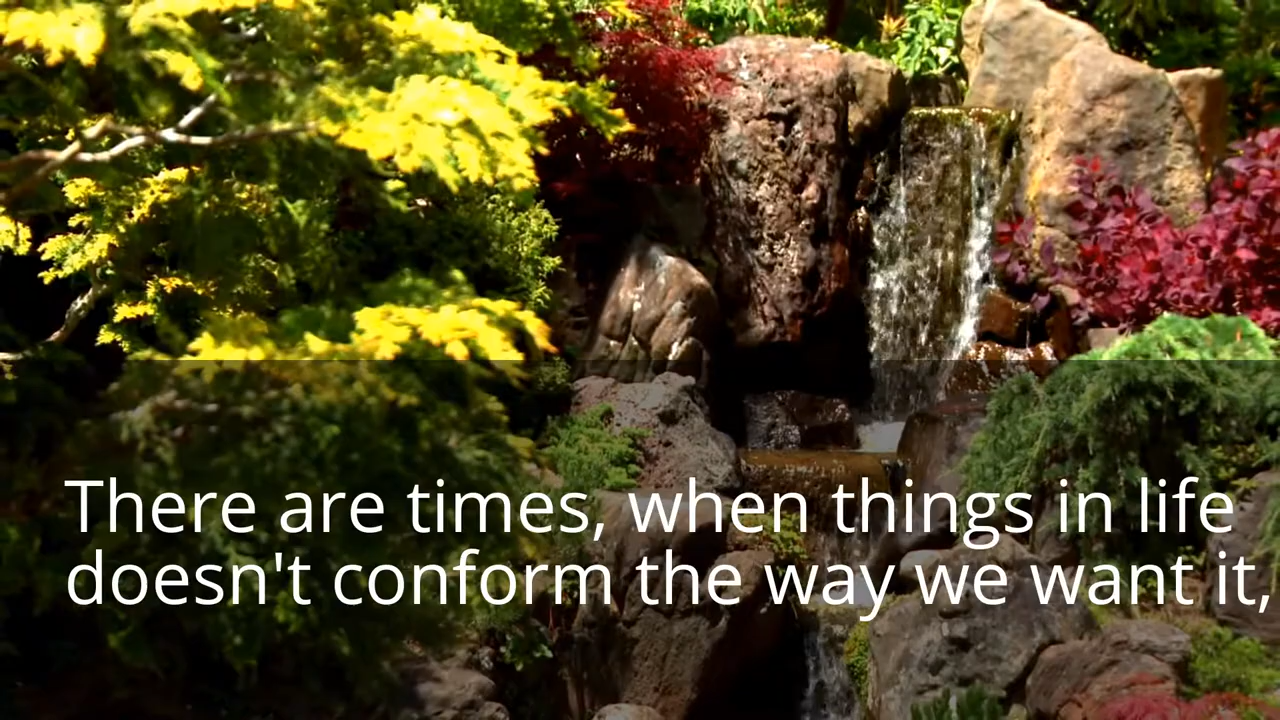 There are times, when things in life
doesn't conform the way we want it,